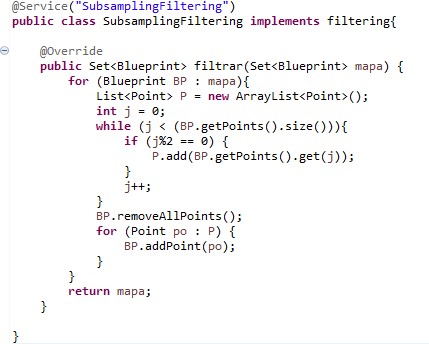 @Service("SubsamplingFiltering")
public class SubsamplingFiltering implements filtering{
@Override
public Set<Blueprint> filtrar(Set<Blueprint> mapa) {
for (Blueprint BP : mapa){
List<Point> P = new ArrayList<Point>();
int j = 0;
while (j < (BP.getPoints().size())){
if (j%2 == 0) {
P.add(BP.getPoints().get(j));
}
j++;
}
BP.removeAllPoints();
for (Point po : P) {
BP.addPoint(po);
}
}
return mapa;
}
}